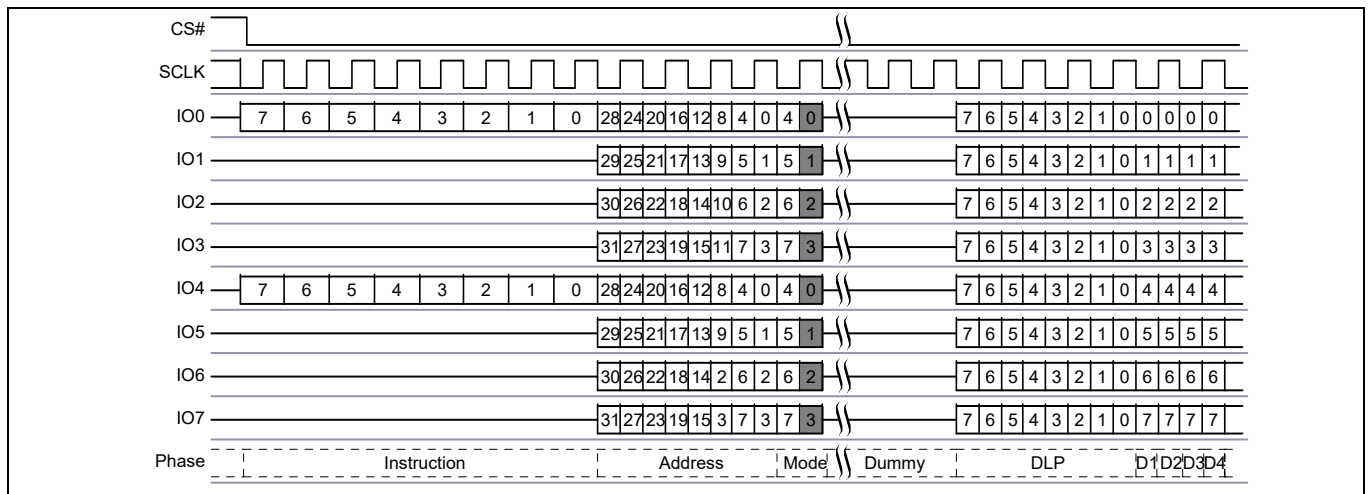 CS#
SCLK
IO0 7 6 5 4 3 2 1 0 28 24 20 16 12 8 4 0 4 0 7 6 5 4 3 2 1 0 0 0 0 0
IO1 29 25 21 17 13 9 5 1 5 1 7 6 5 4 3 2 1 0 1 1 1 1
IO2 30 26 22 18 14 10 6 2 6 2 7 6 5 4 3 2 1 0 2 2 2 2
IO3 31 27 23 19 15 11 7 3 7 3 7 6 5 4 3 2 1 0 3 3 3 3
IO4 7 6 5 4 3 2 1 0 28 24 20 16 12 8 4 0 4 0 7 6 5 4 3 2 1 0 4 4 4 4
IO5 29 25 21 17 13 9 5 1 5 1 7 6 5 4 3 2 1 0 5 5 5 5
IO6 30 26 22 18 14 2 6 2 6 2 7 6 5 4 3 2 1 0 6 6 6 6
IO7 31 27 23 19 15 3 7 3 7 3 7 6 5 4 3 2 1 0 7 7 7 7
Phase Instruction Address Mode Dummy DLP D1 D2 D3 D4